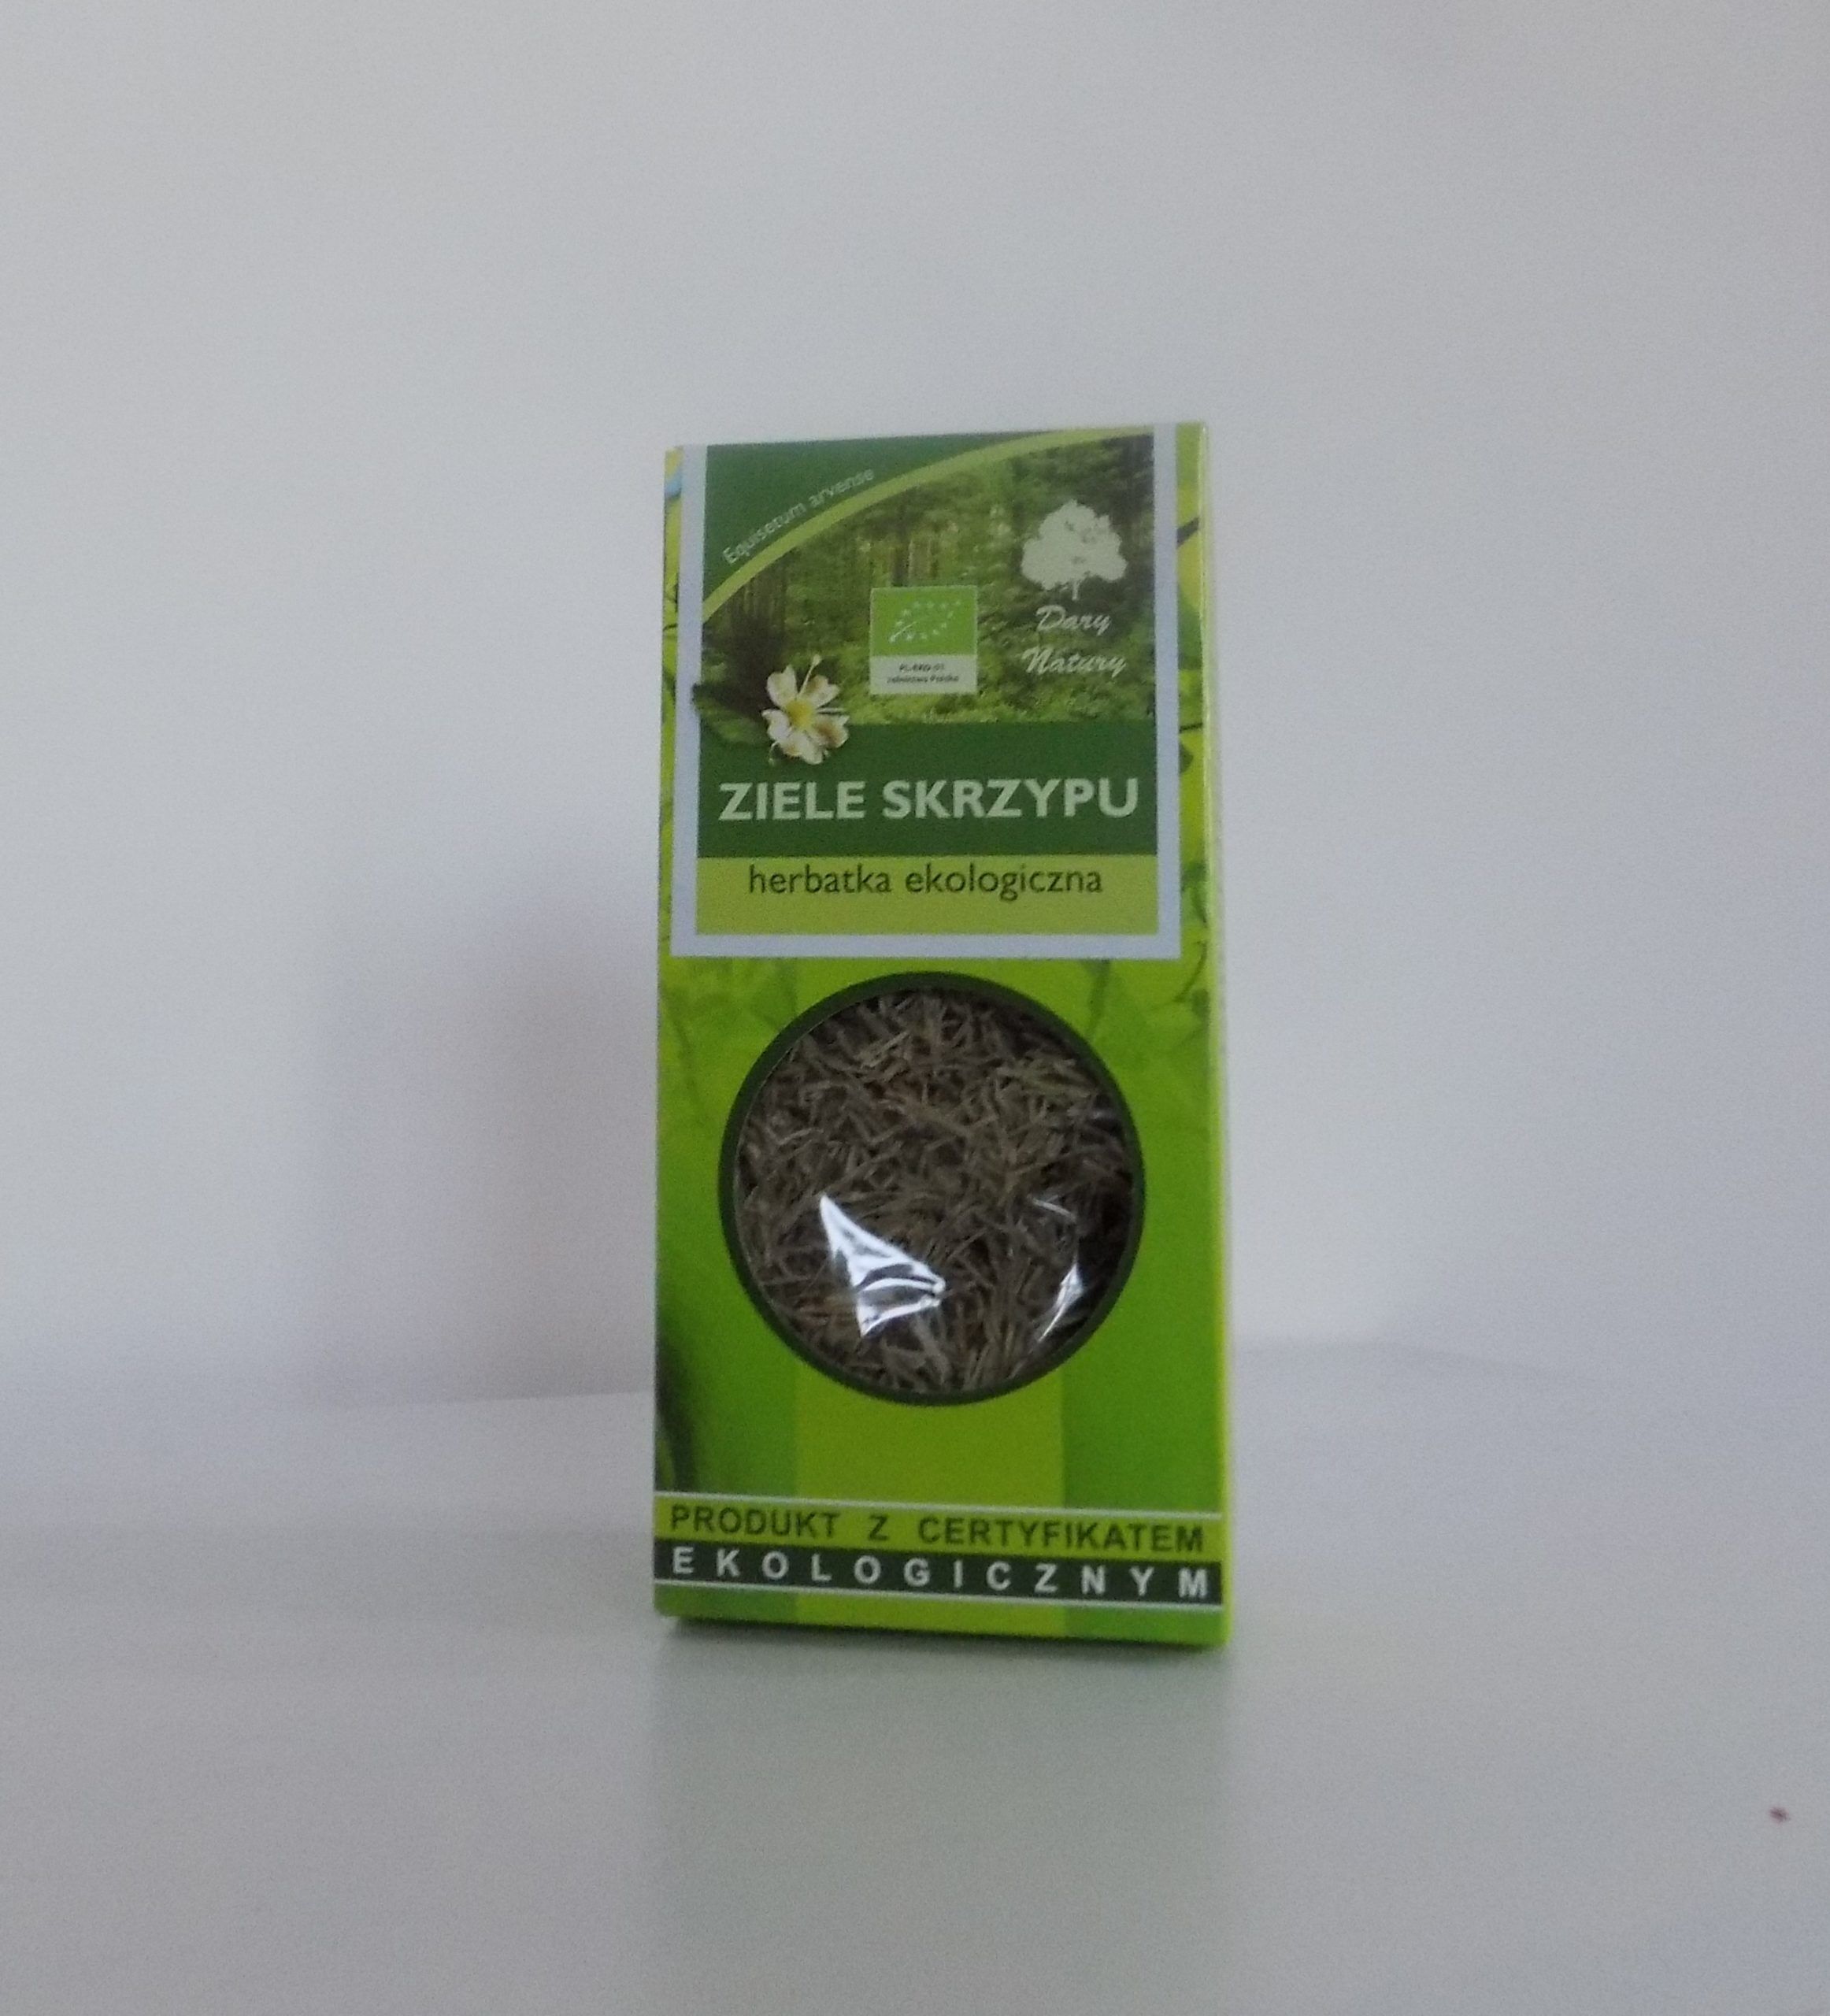 Equisetum arvense
Dary
Natury
ZIELE SKRZYPU
herbatka ekologiczna
PRODUKT Z CERTYFIKATEM
EKOLOGICZNYM